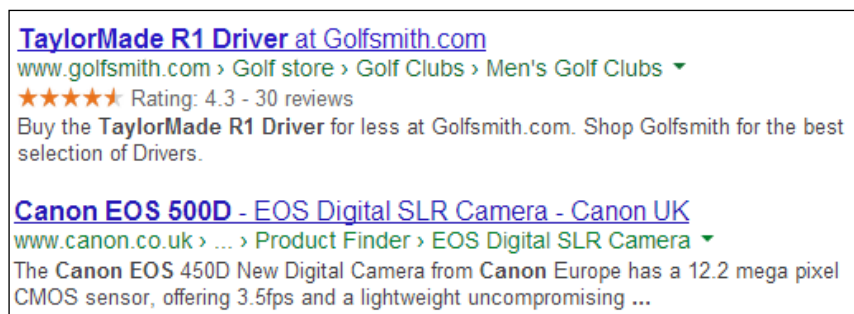 TaylorMade R1 Driver at Golfsmith.com
www.golfsmith.com › Golf store › Golf Clubs › Men's Golf Clubs
Rating: 4.3 - 30 reviews
Buy the TaylorMade R1 Driver for less at Golfsmith.com. Shop Golfsmith for the best
selection of Drivers.
Canon EOS 500D - EOS Digital SLR Camera - Canon UK
www.canon.co.uk › ... › Product Finder › EOS Digital SLR Camera
The Canon EOS 450D New Digital Camera from Canon Europe has a 12.2 mega pixel
CMOS sensor, offering 3.5fps and a lightweight uncompromising ...